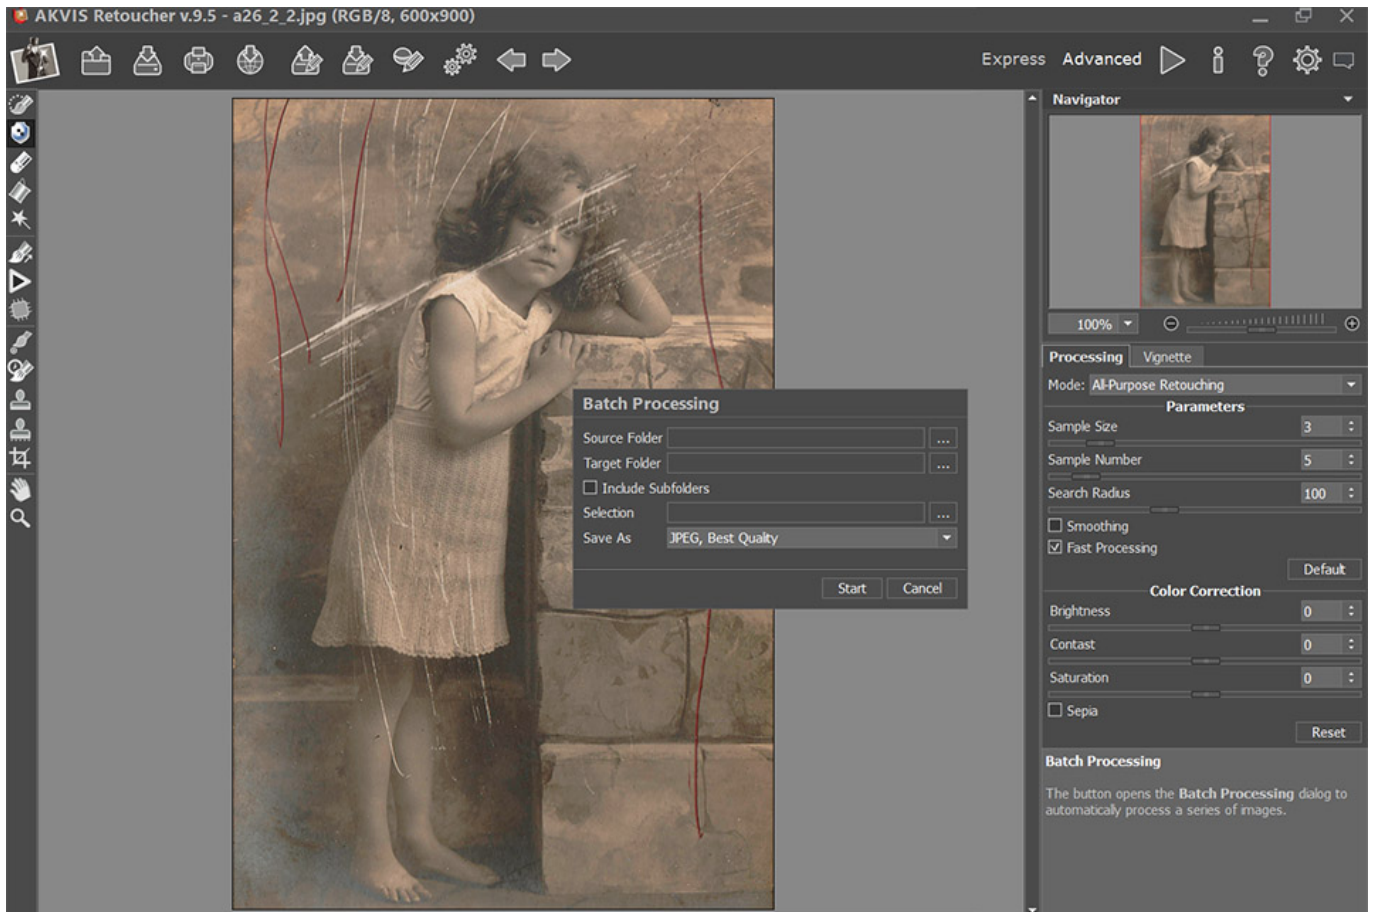 AKVIS Retoucher v.9.5 - a26_2_2.jpg (RGB/8, 600x900)
Express Advanced
Navigator
100%
Processing Vignette
Mode: All-Purpose Retouching
Parameters
Sample Size 3
Sample Number 5
Search Radius 100
Smoothing
Fast Processing
Default
Color Correction
Brightness 0
Contast 0
Saturation 0
Sepia
Reset
Batch Processing
The button opens the Batch Processing dialog to
automatically process a series of images.
Batch Processing
Source Folder ...
Target Folder ...
Include Subfolders
Selection ...
Save As JPEG, Best Quality
Start Cancel